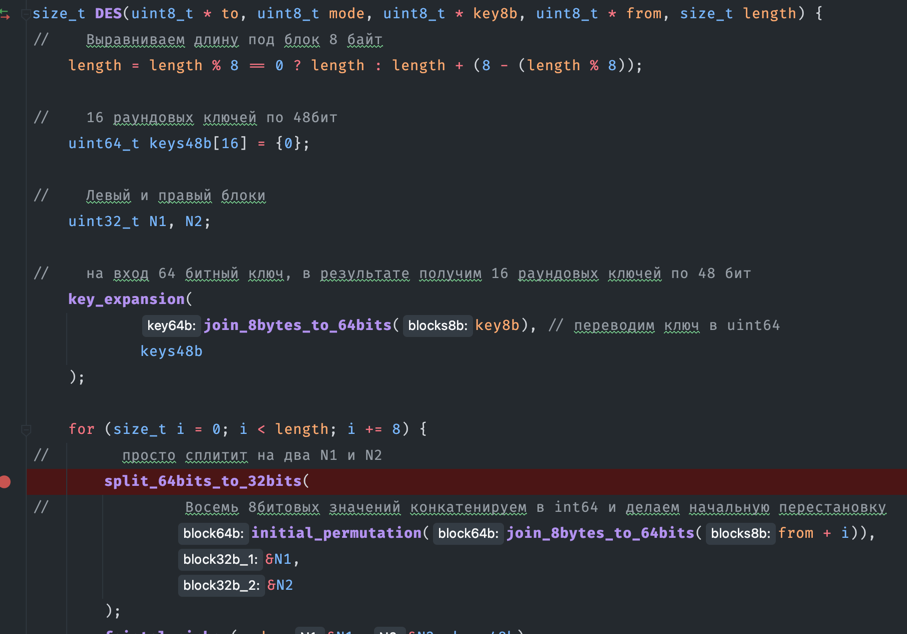 size_t DES(uint8_t * to, uint8_t mode, uint8_t * key8b, uint8_t * from, size_t length) {
// Выравниваем длину под блок 8 байт
length = length % 8 == 0 ? length : length + (8 - (length % 8));
// 16 раундовых ключей по 48бит
uint64_t keys48b[16] = {0};
// Левый и правый блоки
uint32_t N1, N2;
// на вход 64 битный ключ, в результате получим 16 раундовых ключей по 48 бит
key_expansion(
key64b: join_8bytes_to_64bits( blocks8b: key8b), // переводим ключ в uint64
keys48b
);
for (size_t i = 0; i < length; i += 8) {
// просто сплитит на два N1 и N2
split_64bits_to_32bits(
// Восемь 8битовых значений конкатенируем в int64 и делаем начальную перестановку
block64b: initial_permutation( block64b: join_8bytes_to_64bits( blocks8b: from + i)),
block32b_1: &N1,
block32b_2: &N2
);